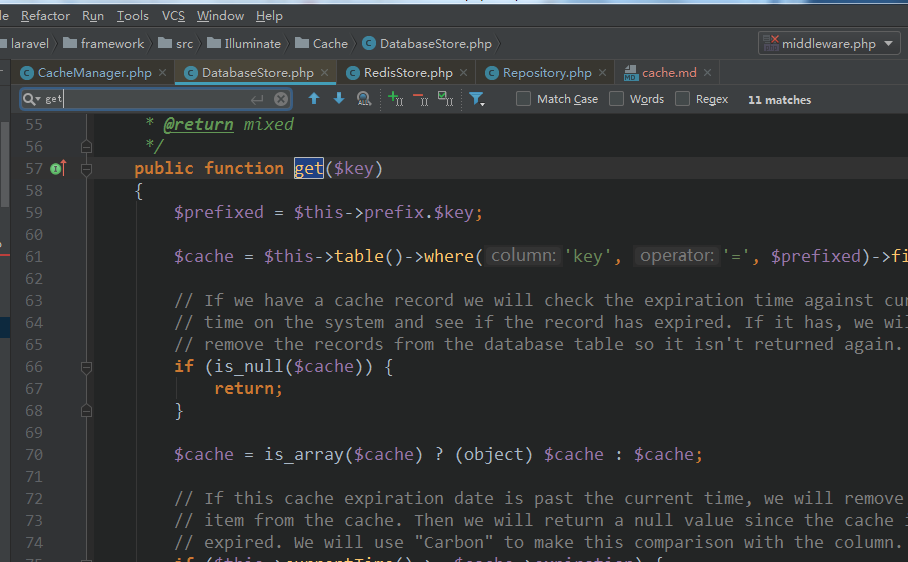 le Refactor Run Tools VCS Window Help
laravel framework src Illuminate Cache DatabaseStore.php middleware.php
CacheManager.php DatabaseStore.php RedisStore.php Repository.php cache.md
get Match Case Words Regex 11 matches
55 * @return mixed
56 */
57 public function get($key)
58 {
59 $prefixed = $this->prefix.$key;
60
61 $cache = $this->table()->where( column: 'key', operator: '=', $prefixed)->fi
62
63 // If we have a cache record we will check the expiration time against cur
64 // time on the system and see if the record has expired. If it has, we wil
65 // remove the records from the database table so it isn't returned again.
66 if (is_null($cache)) {
67 return;
68 }
69
70 $cache = is_array($cache) ? (object) $cache : $cache;
71
72 // If this cache expiration date is past the current time, we will remove
73 // item from the cache. Then we will return a null value since the cache i
74 // expired. We will use "Carbon" to make this comparison with the column.
75 if ($this->currentTime() >= $cache->expiration) {